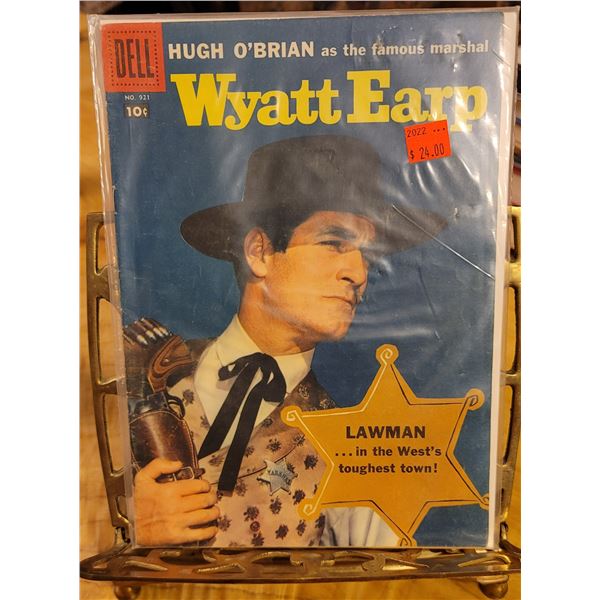 DELL
HUGH O'BRIAN as the famous marshal
NO. 921
10¢
Wyatt Earp
2022 ...
$ 24.00
LAWMAN
...in the West's
toughest town!
MARSHAL